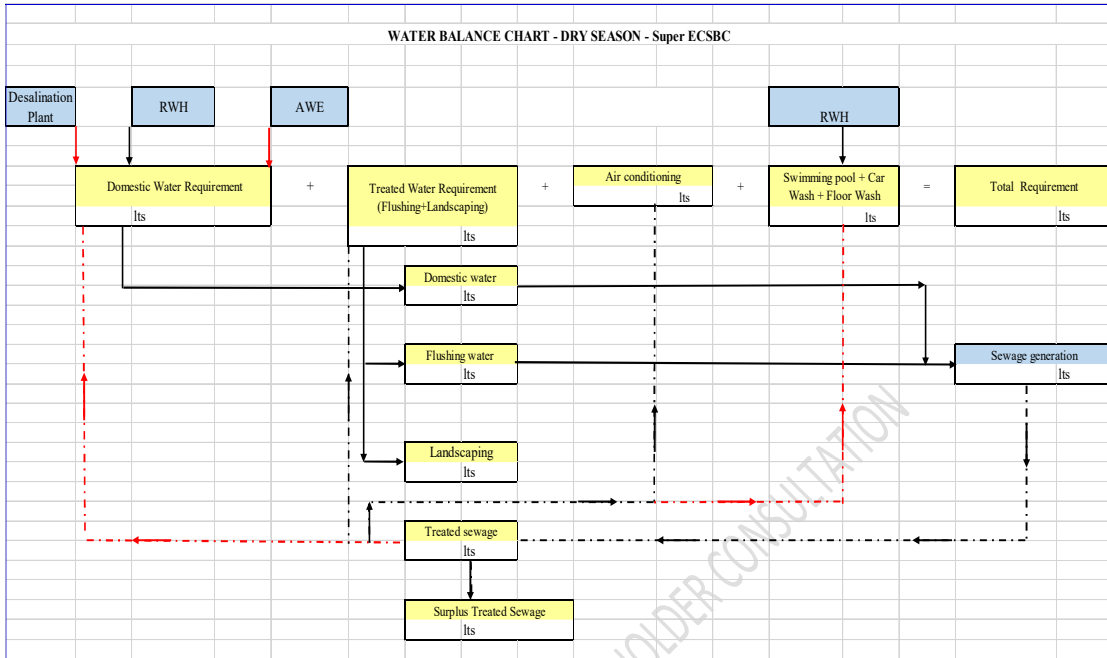 WATER BALANCE CHART - DRY SEASON - Super ECSBC
Desalination
Plant
RWH
AWE
RWH
Domestic Water Requirement
lts
+
Treated Water Requirement
(Flushing+Landscaping)
lts
+
Air conditioning
lts
+
Swimming pool + Car
Wash + Floor Wash
lts
=
Total Requirement
lts
Domestic water
lts
Flushing water
lts
Sewage generation
lts
Landscaping
lts
Treated sewage
lts
Surplus Treated Sewage
lts
HOLDER CONSULTATION